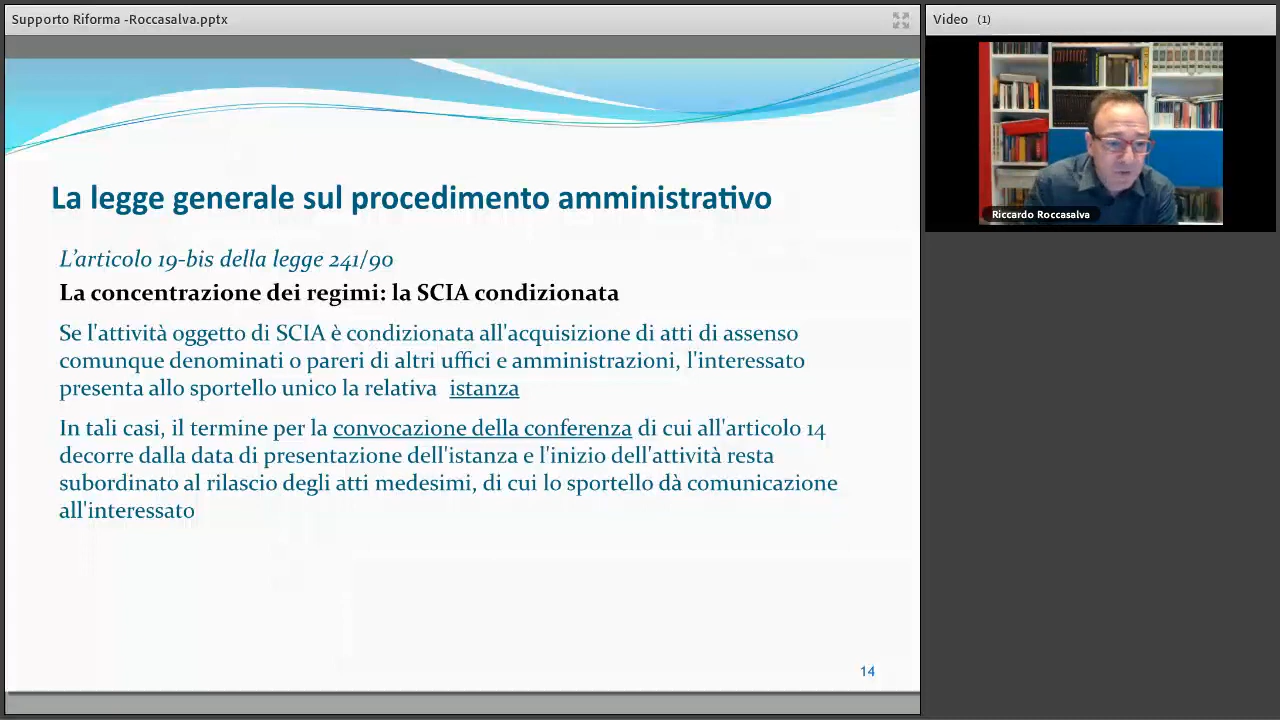 Supporto Riforma -Roccasalva.pptx
Video (1)
Riccardo Roccasalva
La legge generale sul procedimento amministrativo
L'articolo 19-bis della legge 241/90
La concentrazione dei regimi: la SCIA condizionata
Se l'attività oggetto di SCIA è condizionata all'acquisizione di atti di assenso
comunque denominati o pareri di altri uffici e amministrazioni, l'interessato
presenta allo sportello unico la relativa istanza
In tali casi, il termine per la convocazione della conferenza di cui all'articolo 14
decorre dalla data di presentazione dell'istanza e l'inizio dell'attività resta
subordinato al rilascio degli atti medesimi, di cui lo sportello dà comunicazione
all'interessato
14